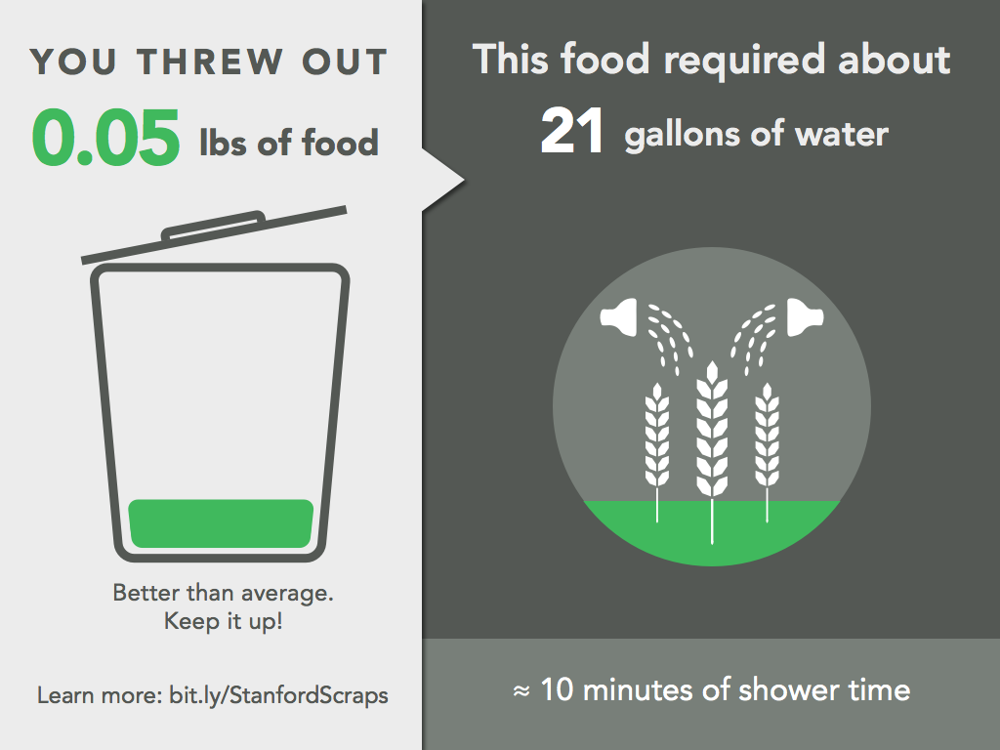 YOU THREW OUT
0.05 lbs of food
Better than average.
Keep it up!
Learn more: bit.ly/StanfordScraps
This food required about
21 gallons of water
≈ 10 minutes of shower time